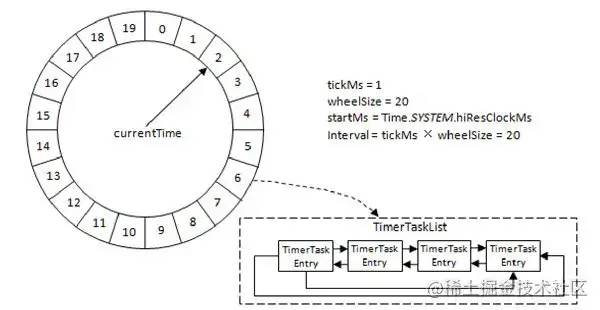 0
1
2
3
4
5
6
7
8
9
10
11
12
13
14
15
16
17
18
19
currentTime
tickMs = 1
wheelSize = 20
startMs = Time.SYSTEM.hiResClockMs
Interval = tickMs × wheelSize = 20
TimerTaskList
TimerTask
Entry
TimerTask
Entry
TimerTask
Entry
TimerTask
Entry
@稀土掘金技术社区